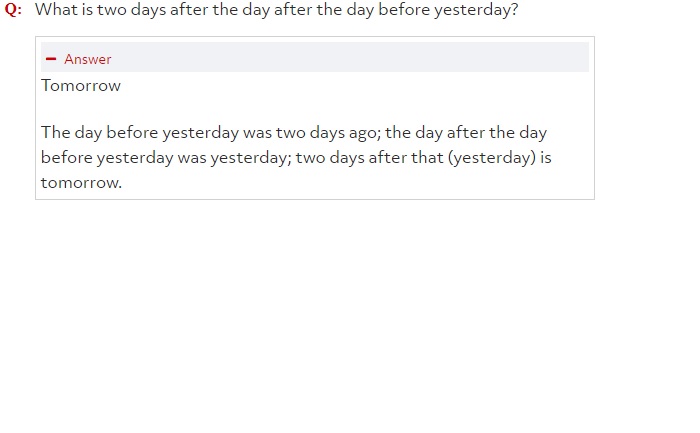 Q: What is two days after the day after the day before yesterday?
– Answer
Tomorrow
The day before yesterday was two days ago; the day after the day
before yesterday was yesterday; two days after that (yesterday) is
tomorrow.